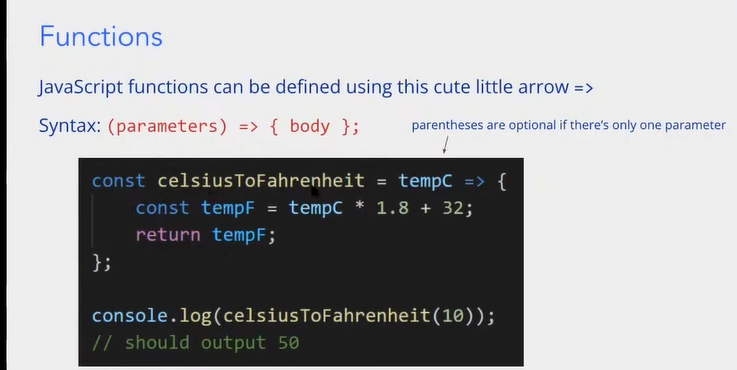 Functions
JavaScript functions can be defined using this cute little arrow =>
Syntax: (parameters) => { body };
parentheses are optional if there's only one parameter
const celsiusToFahrenheit = tempC => {
    const tempF = tempC * 1.8 + 32;
    return tempF;
};
console.log(celsiusToFahrenheit(10));
// should output 50